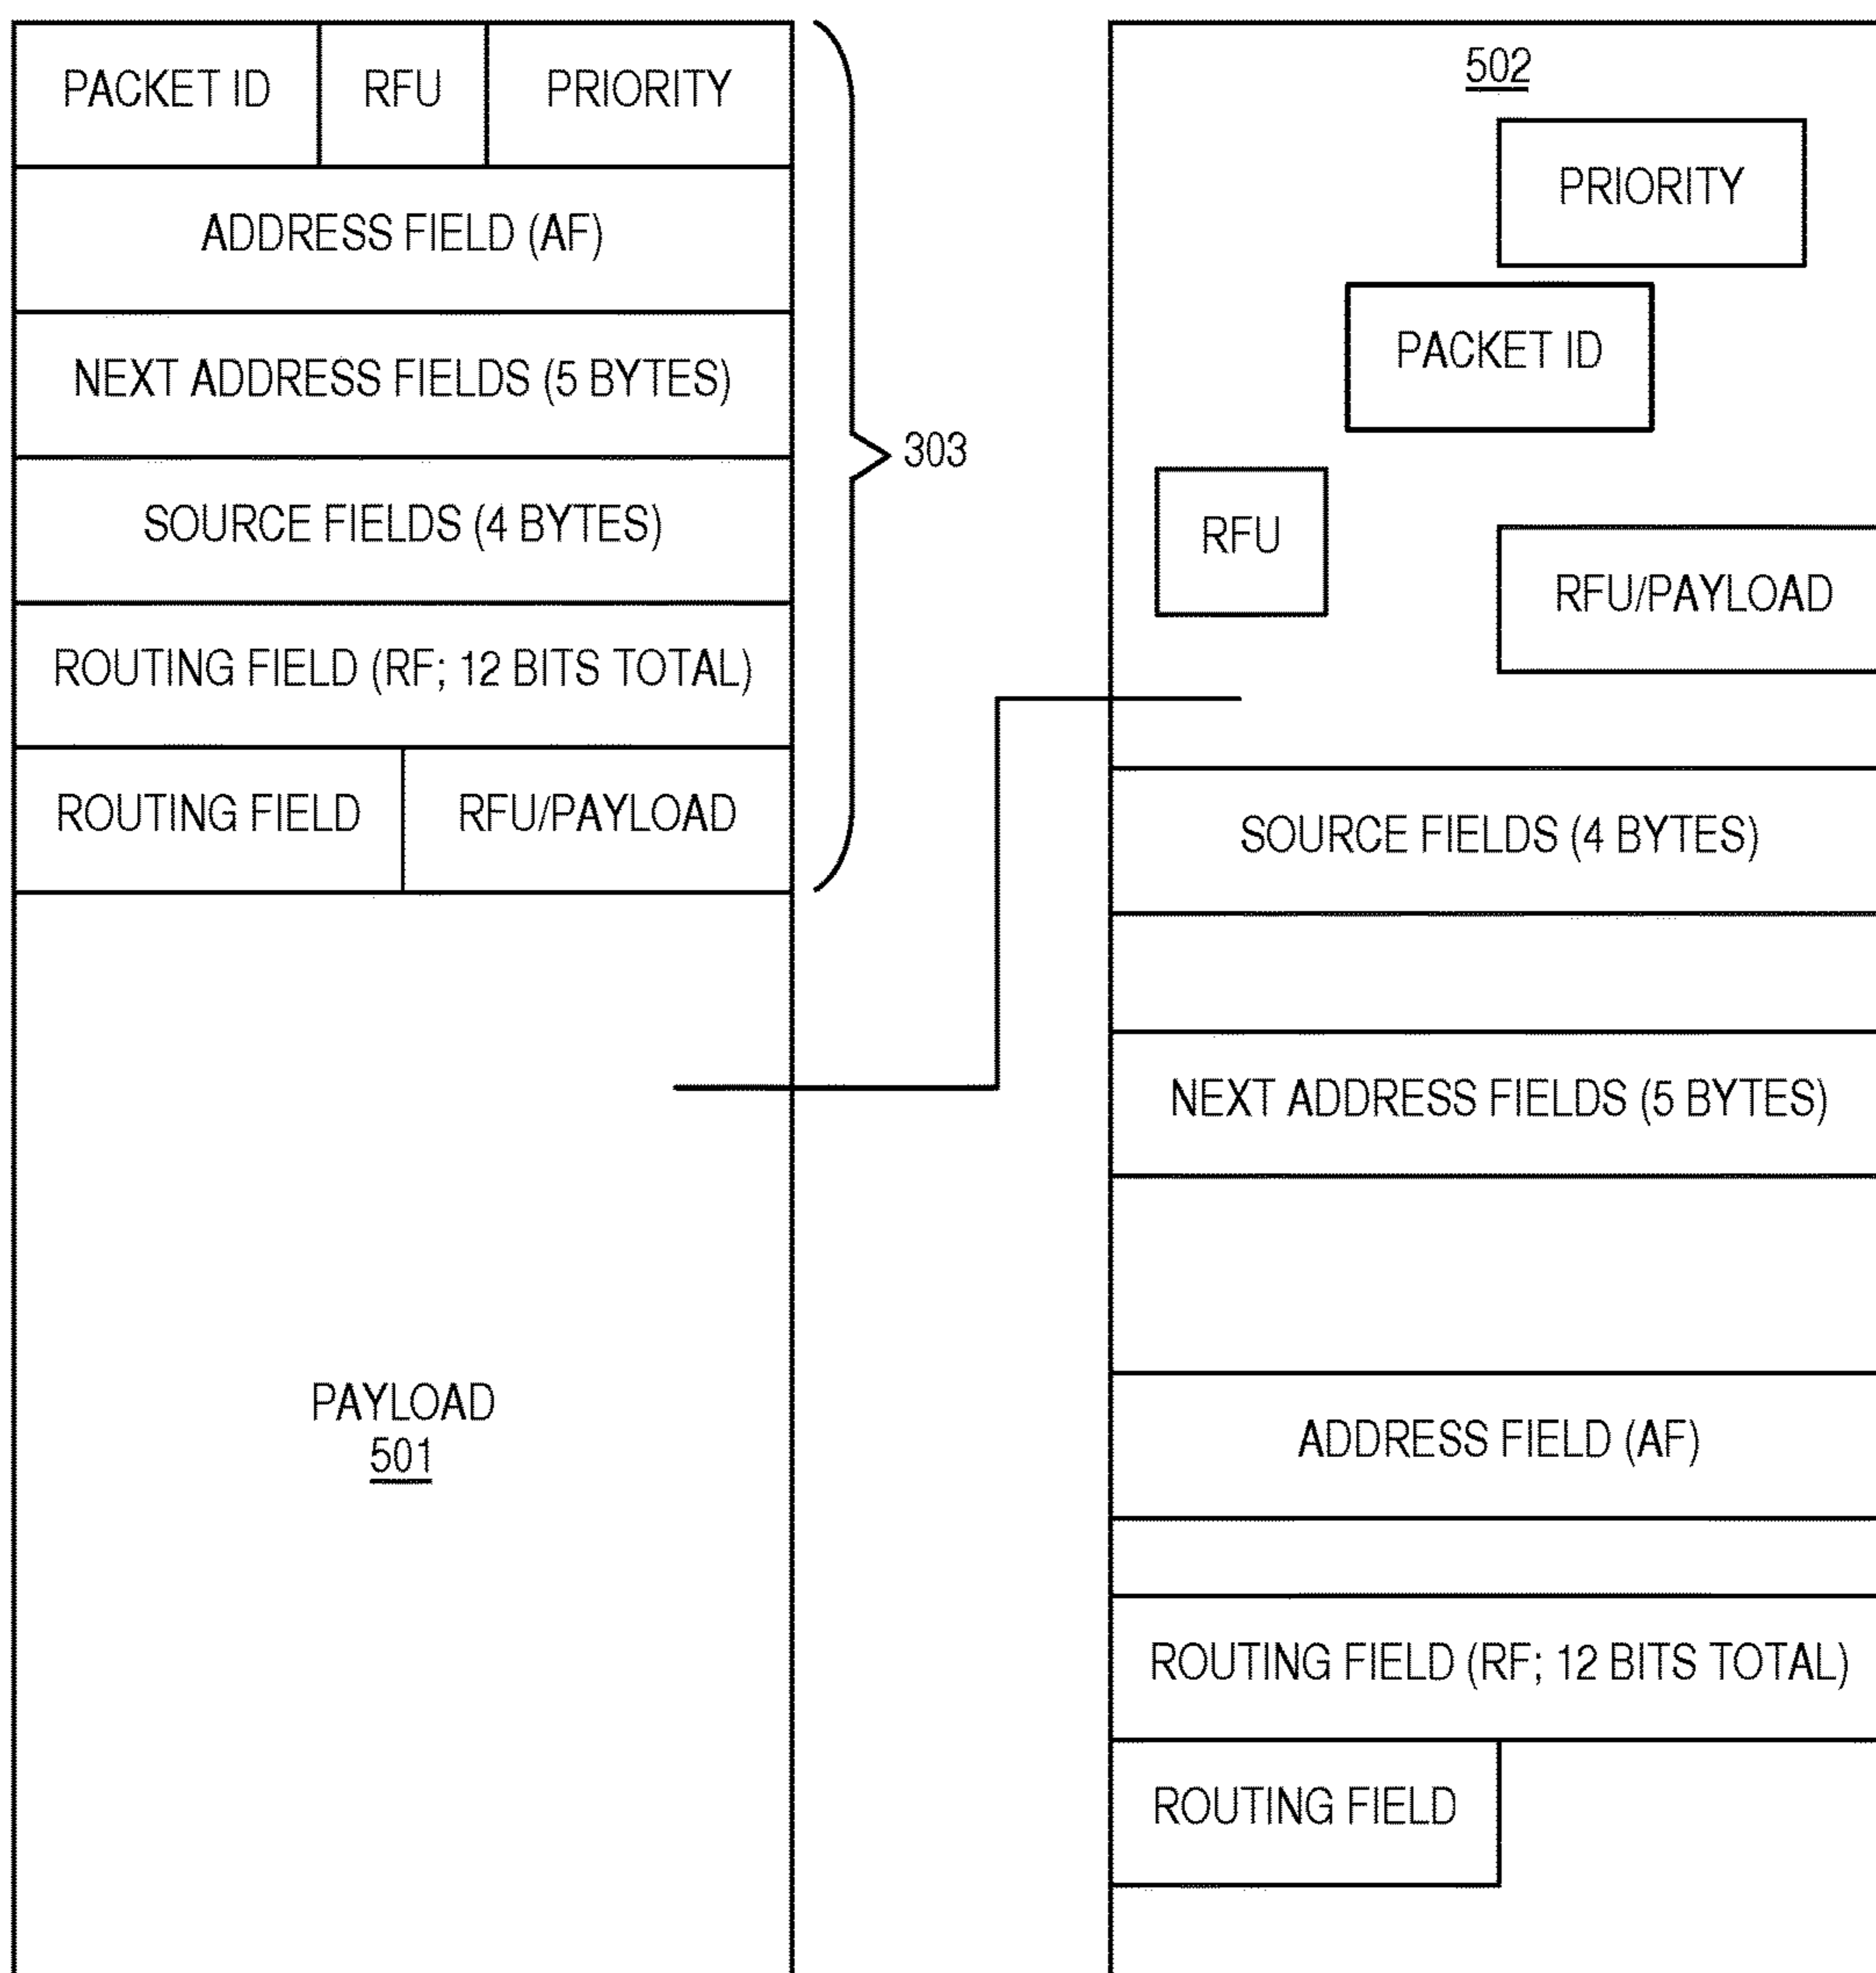 PACKET ID RFU PRIORITY
ADDRESS FIELD (AF)
NEXT ADDRESS FIELDS (5 BYTES)
SOURCE FIELDS (4 BYTES)
ROUTING FIELD (RF; 12 BITS TOTAL)
ROUTING FIELD RFU/PAYLOAD
303
PAYLOAD
501
502
PRIORITY
PACKET ID
RFU
RFU/PAYLOAD
SOURCE FIELDS (4 BYTES)
NEXT ADDRESS FIELDS (5 BYTES)
ADDRESS FIELD (AF)
ROUTING FIELD (RF; 12 BITS TOTAL)
ROUTING FIELD